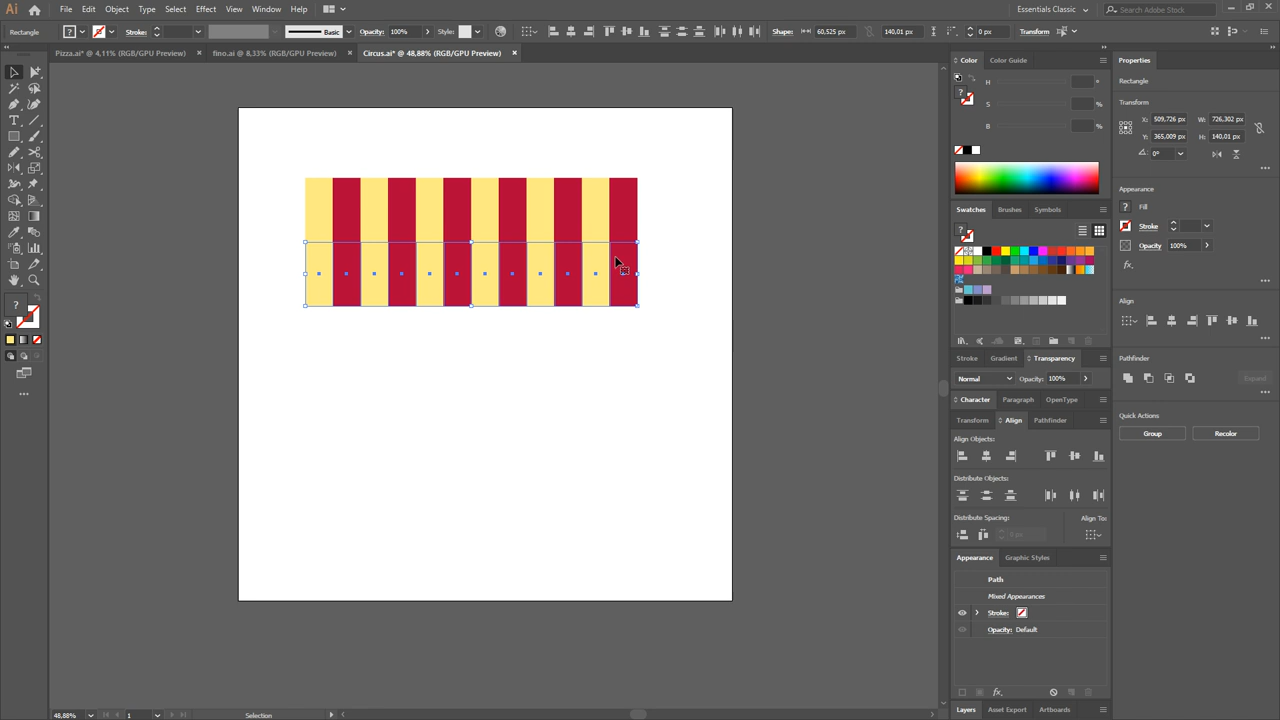 Ai File Edit Object Type Select Effect View Window Help Essentials Classic Search Adobe Stock
Rectangle Stroke: Basic Opacity: 100% Style: Shape: 60,525 px 140,01 px 0 px Transform
Pizza.ai* @ 4,11% (RGB/GPU Preview) × fino.ai @ 8,33% (RGB/GPU Preview) × Circus.ai* @ 48,88% (RGB/GPU Preview) ×
Color Color Guide
H °
S %
B %
Swatches Brushes Symbols
Stroke Gradient Transparency
Normal Opacity: 100%
Character Paragraph OpenType
Transform Align Pathfinder
Align Objects:
Distribute Objects:
Distribute Spacing: Align To:
0 px
Appearance Graphic Styles
Path
Mixed Appearances
Stroke:
Opacity: Default
fx
Layers Asset Export Artboards
Properties
Rectangle
Transform
X: 509,726 px W: 726,302 px
Y: 365,009 px H: 140,01 px
0°
Appearance
? Fill
Stroke
Opacity 100%
fx
Align
Pathfinder
Expand
Quick Actions
Group Recolor
48,88% 1 Selection